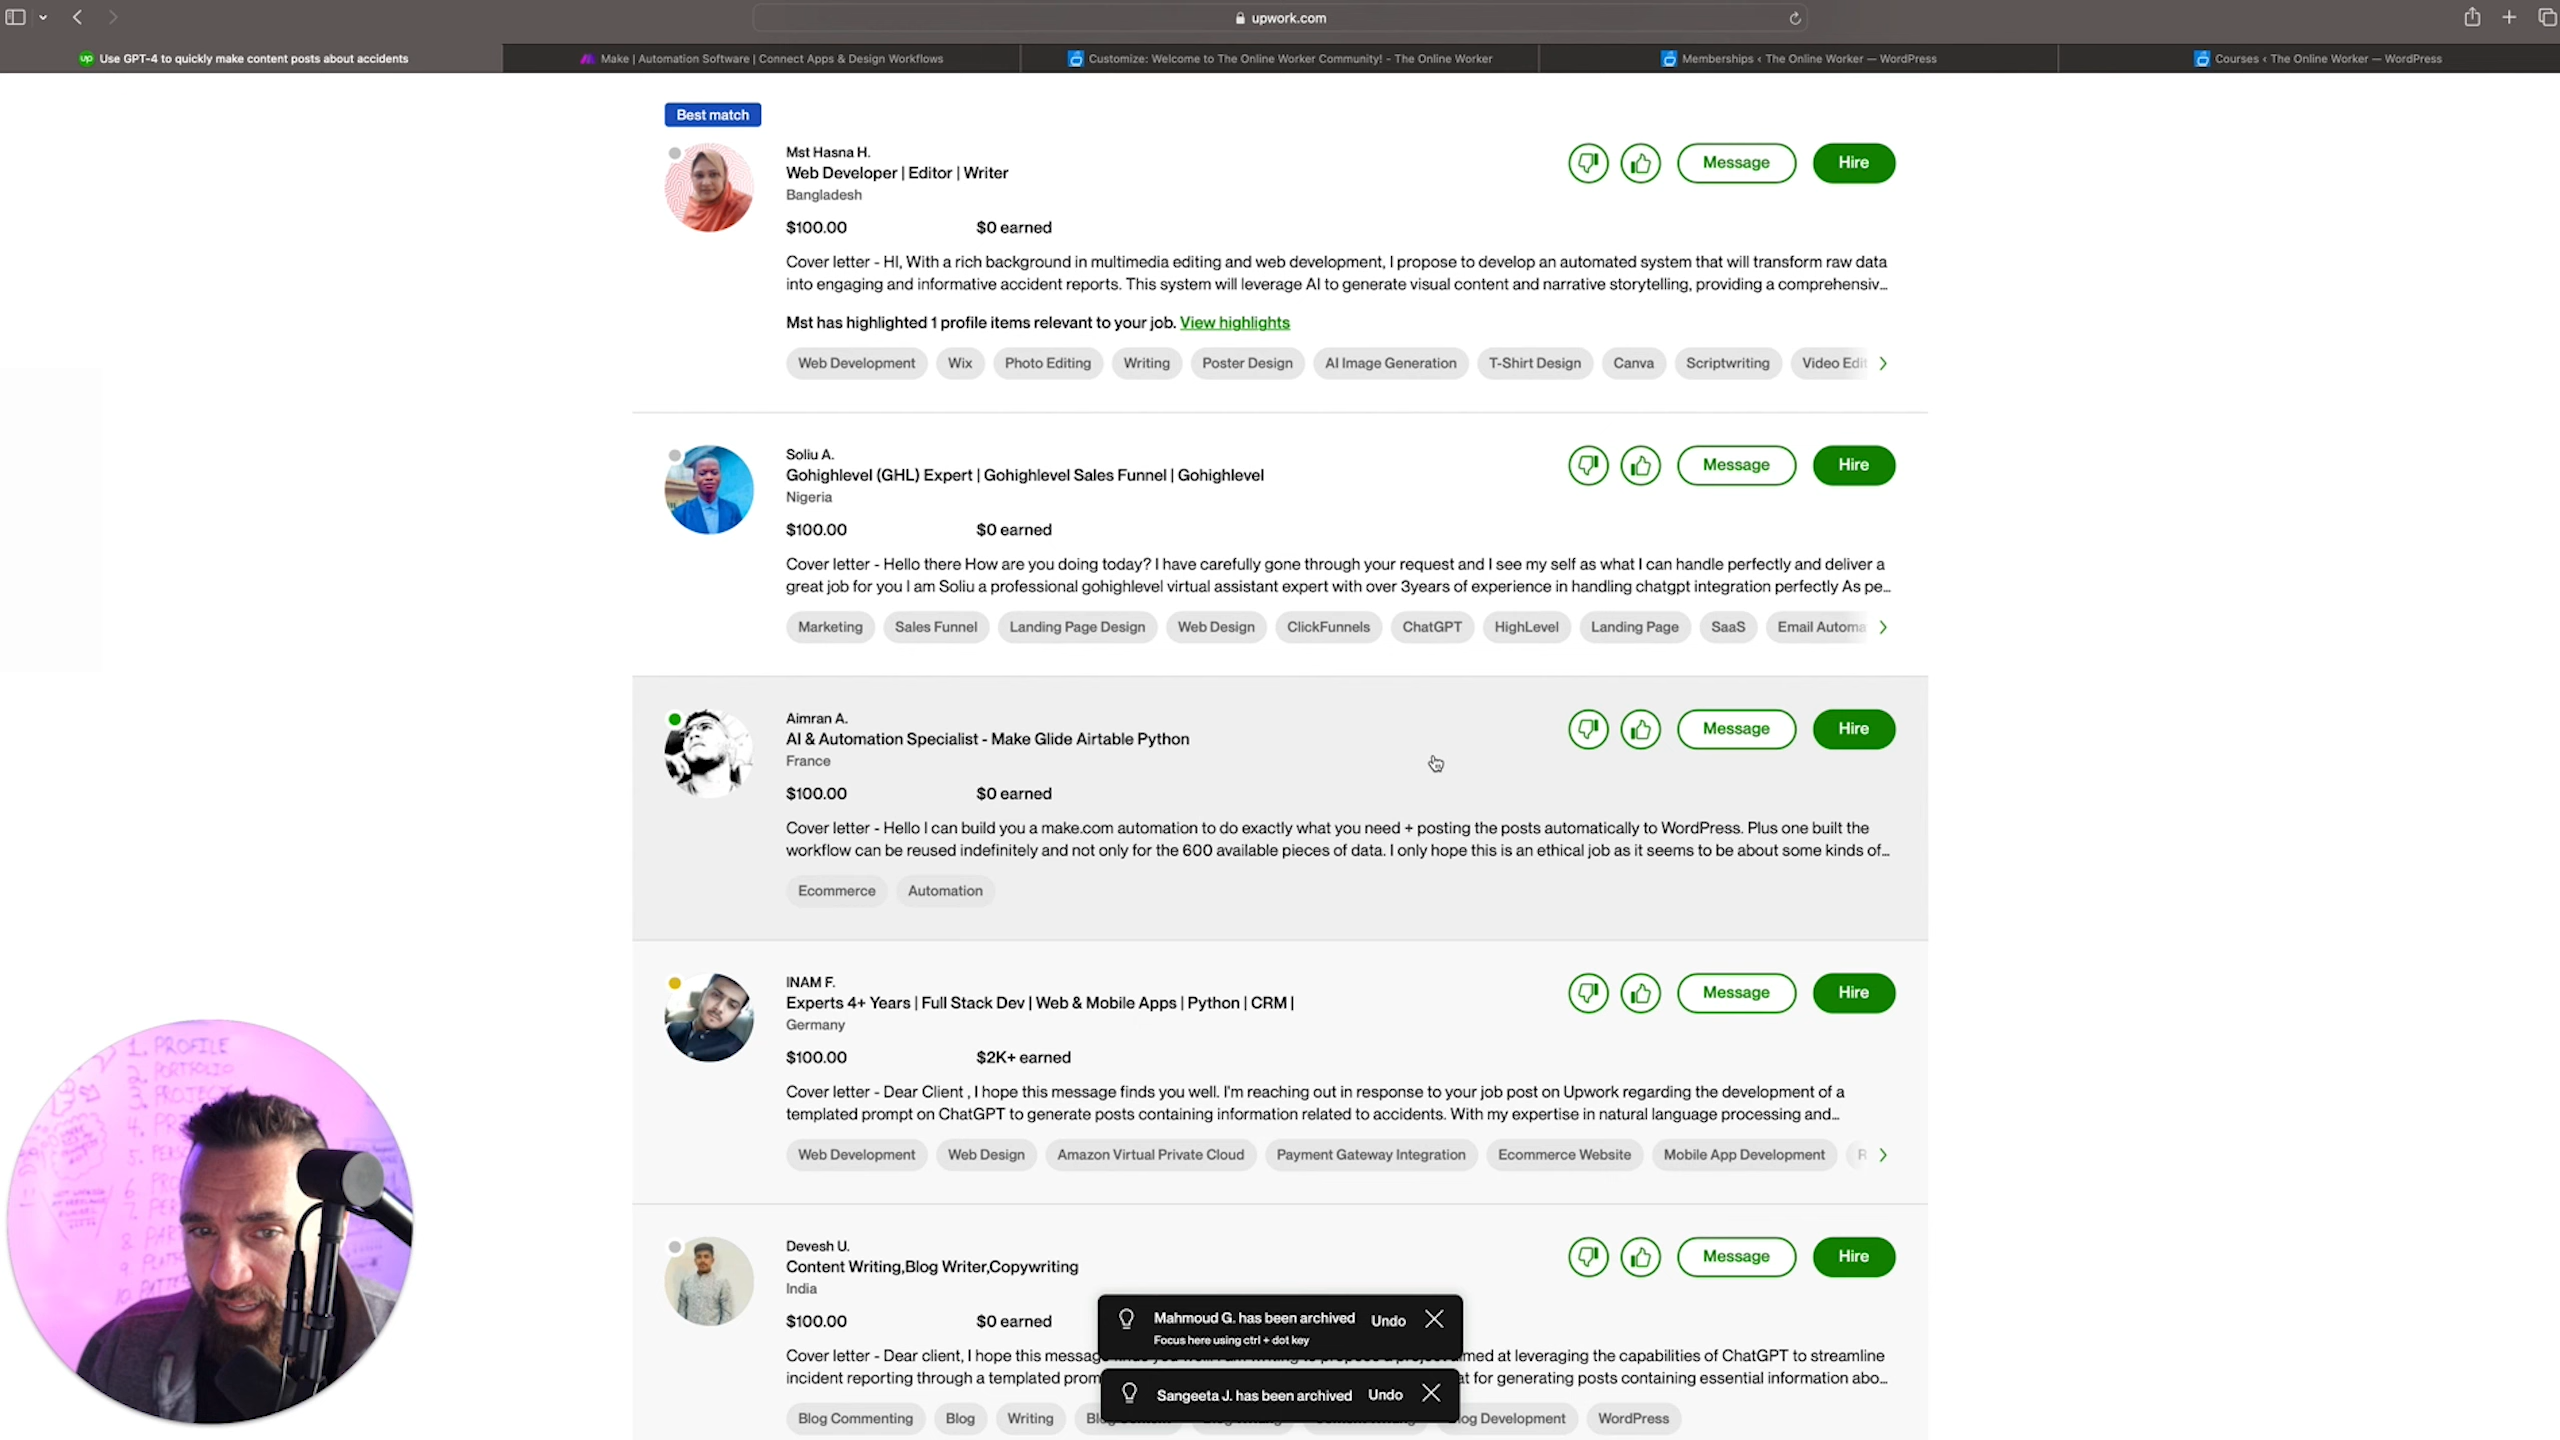 upwork.com
up Use GPT-4 to quickly make content posts about accidents
Make | Automation Software | Connect Apps & Design Workflows
Customize: Welcome to The Online Worker Community! - The Online Worker
Memberships ‹ The Online Worker — WordPress
Courses ‹ The Online Worker — WordPress
Best match
Mst Hasna H.
Web Developer | Editor | Writer
Bangladesh
$100.00 $0 earned
Message
Hire
Cover letter - HI, With a rich background in multimedia editing and web development, I propose to develop an automated system that will transform raw data
into engaging and informative accident reports. This system will leverage AI to generate visual content and narrative storytelling, providing a comprehensiv...
Mst has highlighted 1 profile items relevant to your job. View highlights
Web Development Wix Photo Editing Writing Poster Design AI Image Generation T-Shirt Design Canva Scriptwriting Video Edit
Soliu A.
Gohighlevel (GHL) Expert | Gohighlevel Sales Funnel | Gohighlevel
Nigeria
$100.00 $0 earned
Message
Hire
Cover letter - Hello there How are you doing today? I have carefully gone through your request and I see my self as what I can handle perfectly and deliver a
great job for you I am Soliu a professional gohighlevel virtual assistant expert with over 3years of experience in handling chatgpt integration perfectly As pe...
Marketing Sales Funnel Landing Page Design Web Design ClickFunnels ChatGPT HighLevel Landing Page SaaS Email Automa
Aimran A.
AI & Automation Specialist - Make Glide Airtable Python
France
$100.00 $0 earned
Message
Hire
Cover letter - Hello I can build you a make.com automation to do exactly what you need + posting the posts automatically to WordPress. Plus one built the
workflow can be reused indefinitely and not only for the 600 available pieces of data. I only hope this is an ethical job as it seems to be about some kinds of...
Ecommerce Automation
INAM F.
Experts 4+ Years | Full Stack Dev | Web & Mobile Apps | Python | CRM |
Germany
$100.00 $2K+ earned
Message
Hire
Cover letter - Dear Client , I hope this message finds you well. I'm reaching out in response to your job post on Upwork regarding the development of a
templated prompt on ChatGPT to generate posts containing information related to accidents. With my expertise in natural language processing and...
Web Development Web Design Amazon Virtual Private Cloud Payment Gateway Integration Ecommerce Website Mobile App Development R
Devesh U.
Content Writing,Blog Writer,Copywriting
India
$100.00 $0 earned
Message
Hire
Cover letter - Dear client, I hope this messag
aimed at leveraging the capabilities of ChatGPT to streamline
incident reporting through a templated prom
at for generating posts containing essential information abo...
Blog Commenting Blog Writing
Blog Development WordPress
Mahmoud G. has been archived Undo
Focus here using ctrl + dot key
Sangeeta J. has been archived Undo
1. PROFILE
2. PORTFOLIO